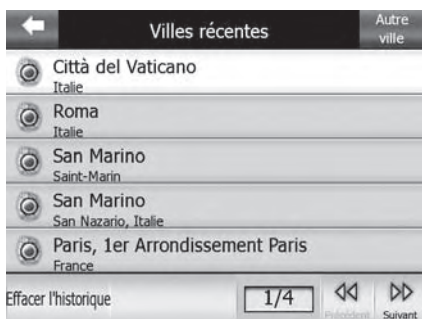 Villes récentes
Autre
ville
Città del Vaticano
Italie
Roma
Italie
San Marino
Saint-Marin
San Marino
San Nazario, Italie
Paris, 1er Arrondissement Paris
France
Effacer l'historique
1/4
Précédent
Suivant